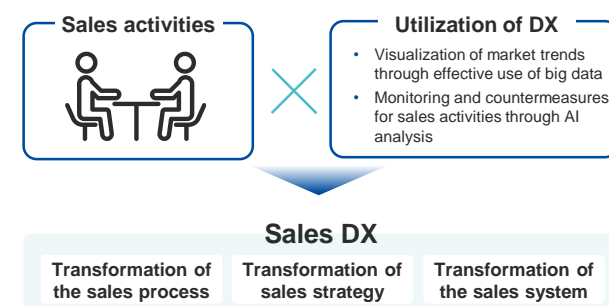 Sales activities
Utilization of DX
• Visualization of market trends
through effective use of big data
• Monitoring and countermeasures
for sales activities through AI
analysis
Sales DX
Transformation of
the sales process
Transformation of
sales strategy
Transformation of
the sales system